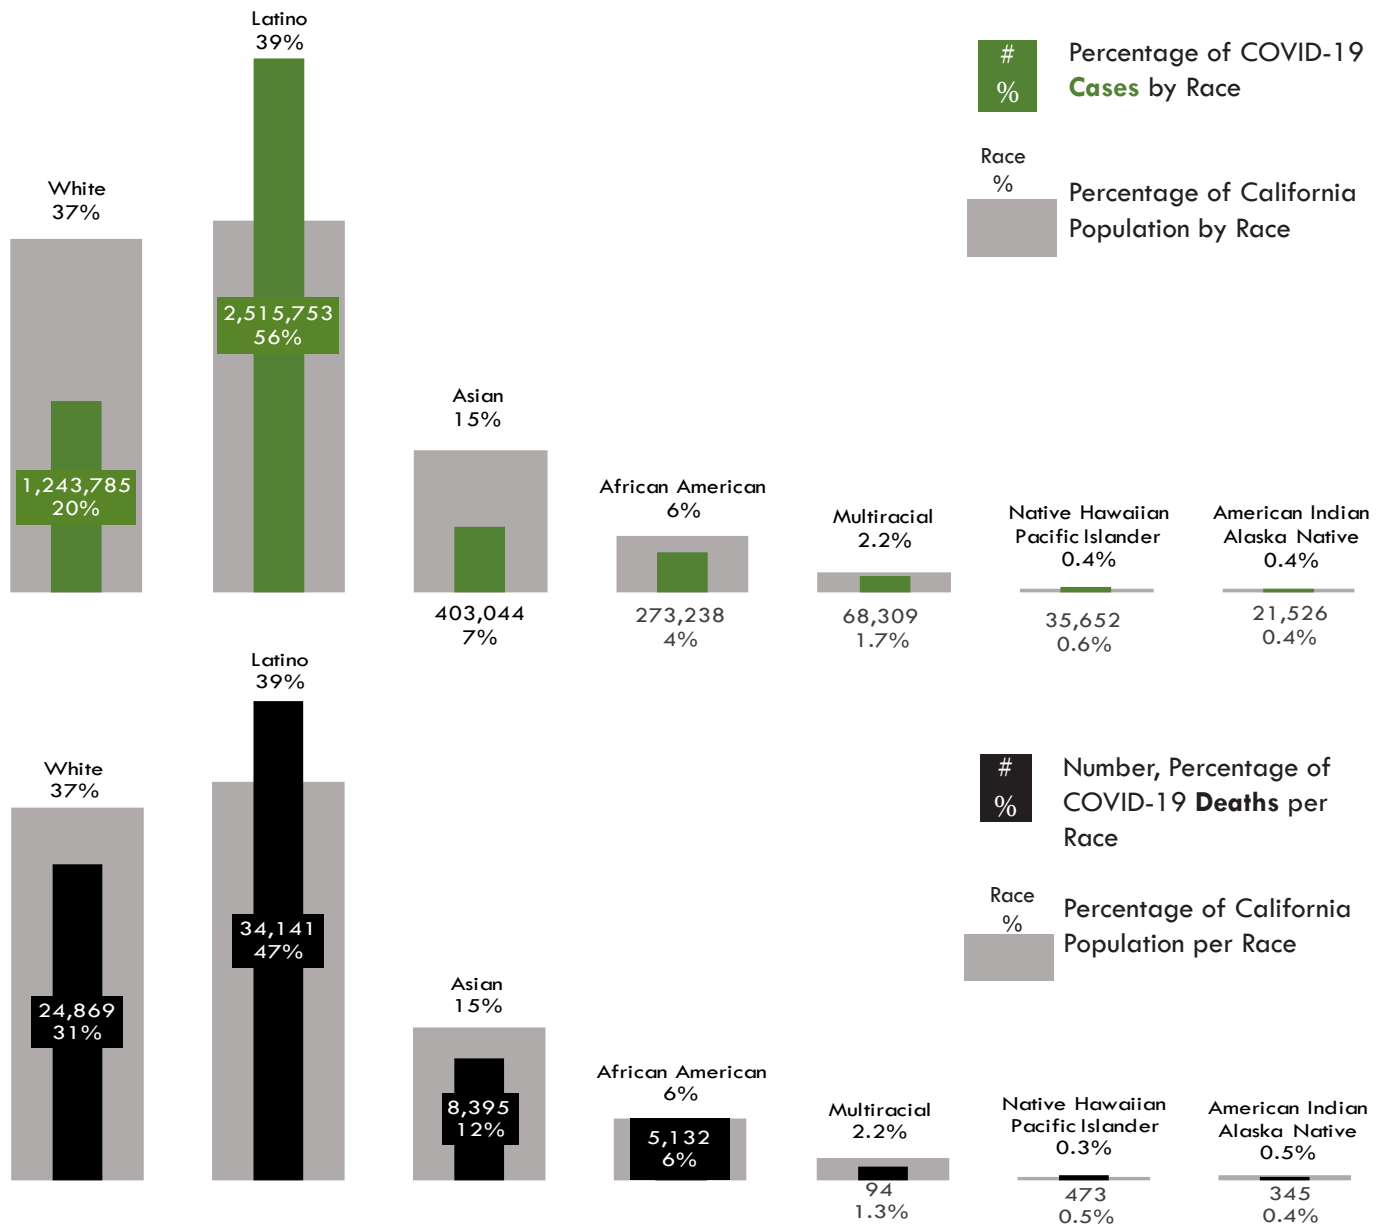 Latino
39%
#
%
Percentage of COVID-19
Cases by Race
Race
%
Percentage of California
Population by Race
White
37%
2,515,753
56%
Asian
15%
1,243,785
20%
African American
6%
Multiracial
2.2%
Native Hawaiian
Pacific Islander
0.4%
American Indian
Alaska Native
0.4%
403,044
7%
273,238
4%
68,309
1.7%
35,652
0.6%
21,526
0.4%
Latino
39%
White
37%
#
%
Number, Percentage of
COVID-19 Deaths per
Race
Race
%
Percentage of California
Population per Race
34,141
47%
24,869
31%
Asian
15%
8,395
12%
African American
6%
5,132
6%
Multiracial
2.2%
Native Hawaiian
Pacific Islander
0.3%
American Indian
Alaska Native
0.5%
94
1.3%
473
0.5%
345
0.4%